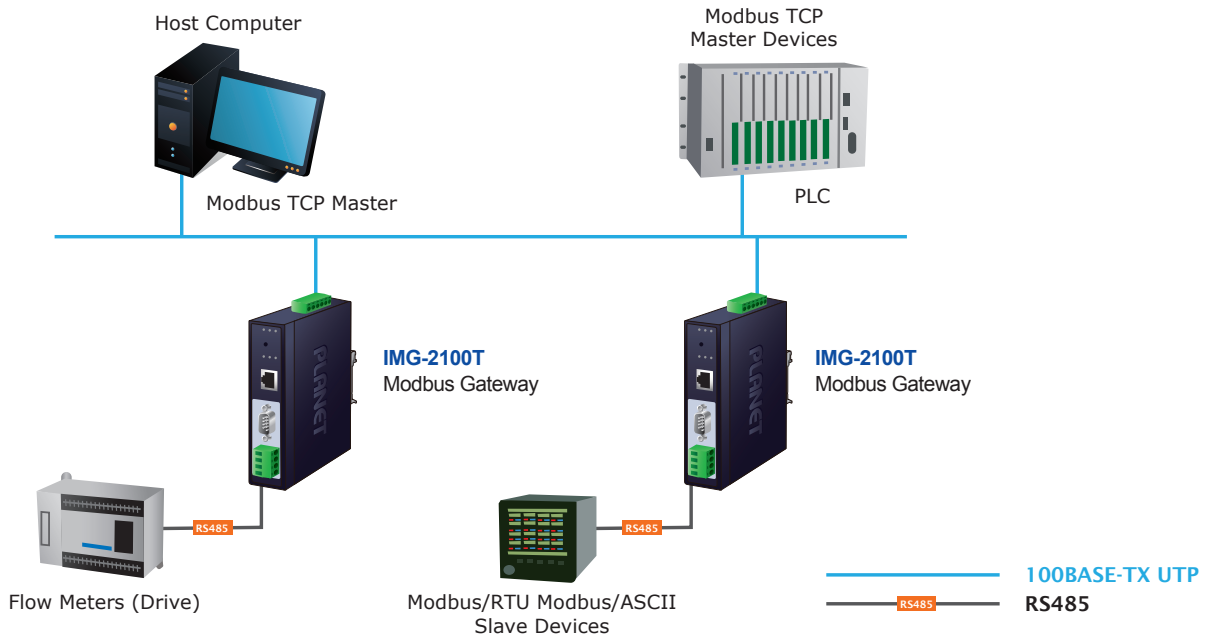 Host Computer
Modbus TCP
Master Devices
Modbus TCP Master
PLC
PLANET
IMG-2100T
Modbus Gateway
PLANET
IMG-2100T
Modbus Gateway
RS485
RS485
Flow Meters (Drive)
Modbus/RTU Modbus/ASCII
Slave Devices
100BASE-TX UTP
RS485
RS485